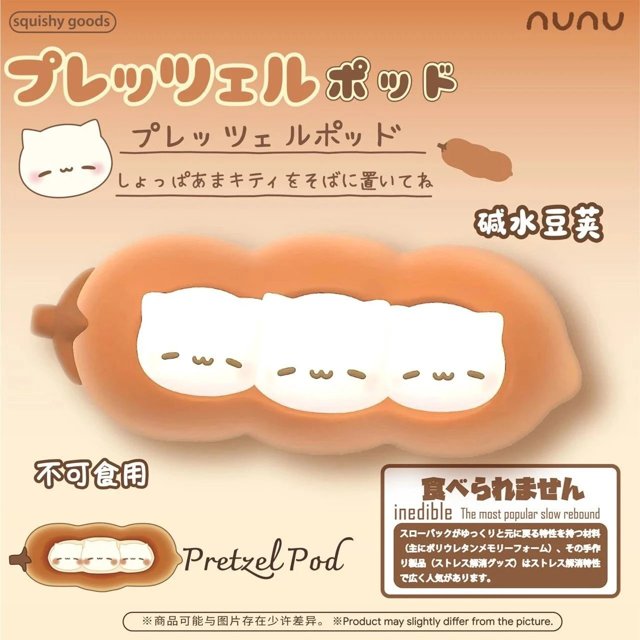 squishy goods
nunu
プレッツェルポッド
プレッツェルポッド
しょっぱあまキティをそばに置いてね
碱水豆荚
不可食用
Pretzel Pod
食べられません
inedible The most popular slow rebound
スローバックがゆっくりと元に戻る特性を持つ材料
(主にポリウレタンメモリーフォーム)、その手作
り製品(ストレス解消グッズ)はストレス解消特性
で広く人気があります。
※商品可能与图片存在少许差异。 ※Product may slightly differ from the picture.